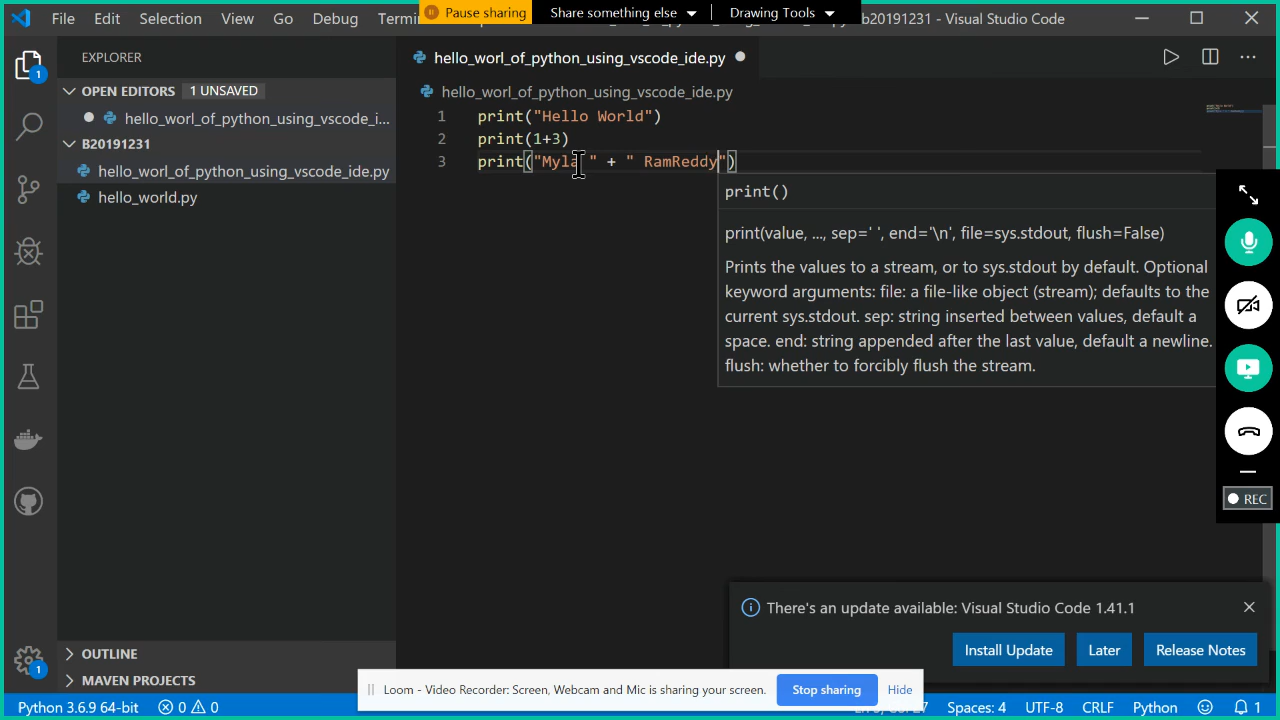 File Edit Selection View Go Debug
Pause sharing
Share something else
Drawing Tools
b20191231 - Visual Studio Code
EXPLORER
OPEN EDITORS 1 UNSAVED
hello_worl_of_python_using_vscode_i...
B20191231
hello_worl_of_python_using_vscode_ide.py
hello_world.py
OUTLINE
MAVEN PROJECTS
hello_worl_of_python_using_vscode_ide.py
hello_worl_of_python_using_vscode_ide.py
1 print("Hello World")
2 print(1+3)
3 print("Myla " + " RamReddy")
print()
print(value, ..., sep=' ', end='\n', file=sys.stdout, flush=False)
Prints the values to a stream, or to sys.stdout by default. Optional
keyword arguments: file: a file-like object (stream); defaults to the
current sys.stdout. sep: string inserted between values, default a
space. end: string appended after the last value, default a newline.
flush: whether to forcibly flush the stream.
REC
There's an update available: Visual Studio Code 1.41.1
Install Update Later Release Notes
Loom - Video Recorder: Screen, Webcam and Mic is sharing your screen.
Stop sharing
Hide
Python 3.6.9 64-bit 0 0
Spaces: 4 UTF-8 CRLF Python 1